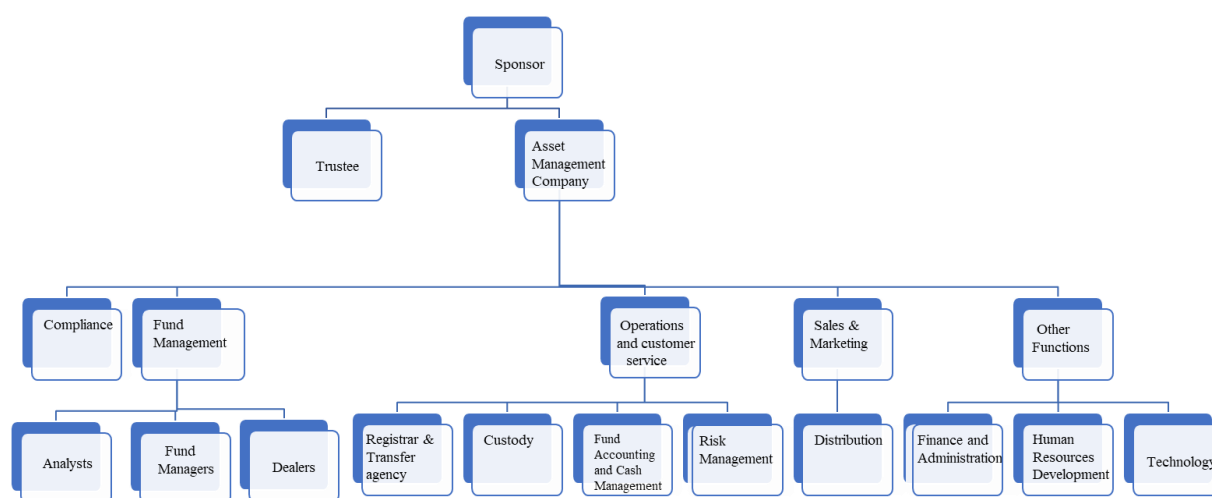 Sponsor
Trustee
Asset
Management
Company
Compliance
Fund
Management
Operations
and customer
service
Sales &
Marketing
Other
Functions
Analysts
Fund
Managers
Dealers
Registrar &
Transfer
agency
Custody
Fund
Accounting
and Cash
Management
Risk
Management
Distribution
Finance and
Administration
Human
Resources
Development
Technology